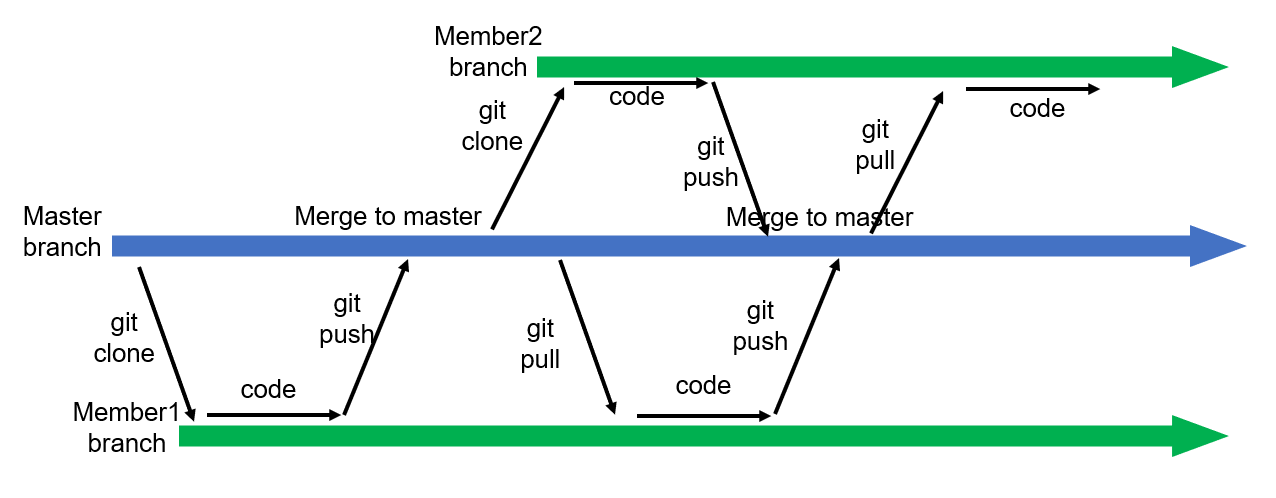 Member2
branch
code
code
git
clone
git
pull
git
push
Master
branch
Merge to master
Merge to master
git
push
git
push
git
clone
git
pull
code
code
Member1
branch